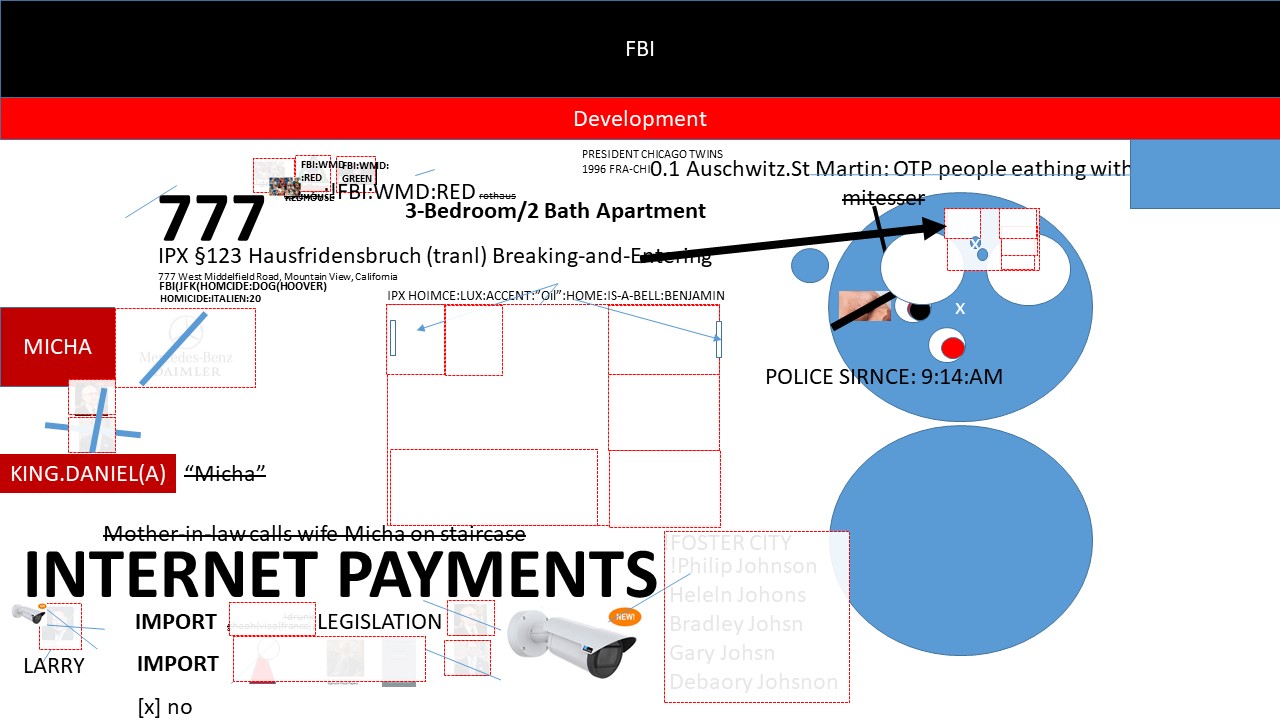 FBI
Development
PRESIDENT CHICAGO TWINS
1996 FRA-CHI
0.1 Auschwitz.St Martin: OTP people eathing with
mitesser
FBI:WMD:RED
FBI:WMD:
GREEN
REDHOUSE
!FBI:WMD:RED
rothaus
777
3-Bedroom/2 Bath Apartment
IPX §123 Hausfridensbruch (tranl) Breaking-and-Entering
777 West Middelfield Road, Mountain View, California
FBI(JFK(HOMCIDE:DOG(HOOVER)
HOMICIDE:ITALIEN:20
IPX HOIMCE:LUX:ACCENT:"Oil":HOME:IS-A-BELL:BENJAMIN
X
X
MICHA
Mercedes-Benz
DAIMLER
POLICE SIRNCE: 9:14:AM
KING.DANIEL(A)
“Micha”
Mother-in-law calls wife Micha on staircase
INTERNET PAYMENTS
FOSTER CITY
!Philip Johnson
Heleln Johons
Bradley Johsn
Gary Johsn
Debaory Johsnon
NEW!
IMPORT
LEGISLATION
LARRY
IMPORT
[x] no